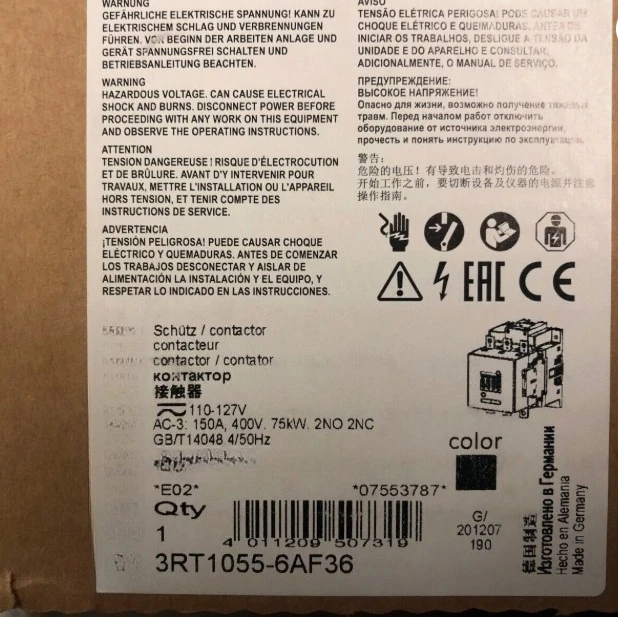 WARNUNG
GEFÄHRLICHE ELEKTRISCHE SPANNUNG! KANN ZU
ELEKTRISCHEM SCHLAG UND VERBRENNUNGEN
FÜHREN. VOR BEGINN DER ARBEITEN ANLAGE UND
GERÄT SPANNUNGSFREI SCHALTEN UND
BETRIEBSANLEITUNG BEACHTEN.
WARNING
HAZARDOUS VOLTAGE. CAN CAUSE ELECTRICAL
SHOCK AND BURNS. DISCONNECT POWER BEFORE
PROCEEDING WITH ANY WORK ON THIS EQUIPMENT
AND OBSERVE THE OPERATING INSTRUCTIONS.
ATTENTION
TENSION DANGEREUSE ! RISQUE D'ÉLECTROCUTION
ET DE BRÛLURE. AVANT D'Y INTERVENIR POUR
TRAVAUX, METTRE L'INSTALLATION OU L'APPAREIL
HORS TENSION, ET TENIR COMPTE DES
INSTRUCTIONS DE SERVICE.
ADVERTENCIA
¡TENSIÓN PELIGROSA! PUEDE CAUSAR CHOQUE
ELÉCTRICO Y QUEMADURAS. ANTES DE COMENZAR
LOS TRABAJOS DESCONECTAR Y AISLAR DE
ALIMENTACIÓN LA INSTALACIÓN Y EL EQUIPO, Y
RESPETAR LO INDICADO EN LAS INSTRUCCIONES.
AVISO
TENSÃO ELÉTRICA PERIGOSA! PODE CAUSAR UM
CHOQUE ELÉTRICO E QUEIMADURAS. ANTES DE
INICIAR OS TRABALHOS, DESLIGUE A TENSÃO DA
UNIDADE E DO APARELHO E CONSULTAR,
ADICIONALMENTE, O MANUAL DE SERVIÇO.
ПРЕДУПРЕЖДЕНИЕ:
ВЫСОКОЕ НАПРЯЖЕНИЕ!
Опасно для жизни, возможно получение тяжелых
травм. Перед началом работ отключить
оборудование от источника электроэнергии,
прочесть и понять инструкцию по эксплуатации.
警告:
危险的电压! 有导致电击和灼伤的危险。
开始工作之前, 要切断设备及仪器的电源并注意
操作指南。
EAC CE
Schütz / contactor
contacteur
contactor / contator
контактор
接触器
110-127V
AC-3: 150A, 400V. 75kW. 2NO 2NC
GB/T14048 4/50Hz
*E02*
*07553787*
Qty
1
4 011209 507319
3RT1055-6AF36
color
G/
201207
190
德国制造
Изготовлено в Германии
Hecho en Alemania
Made in Germany